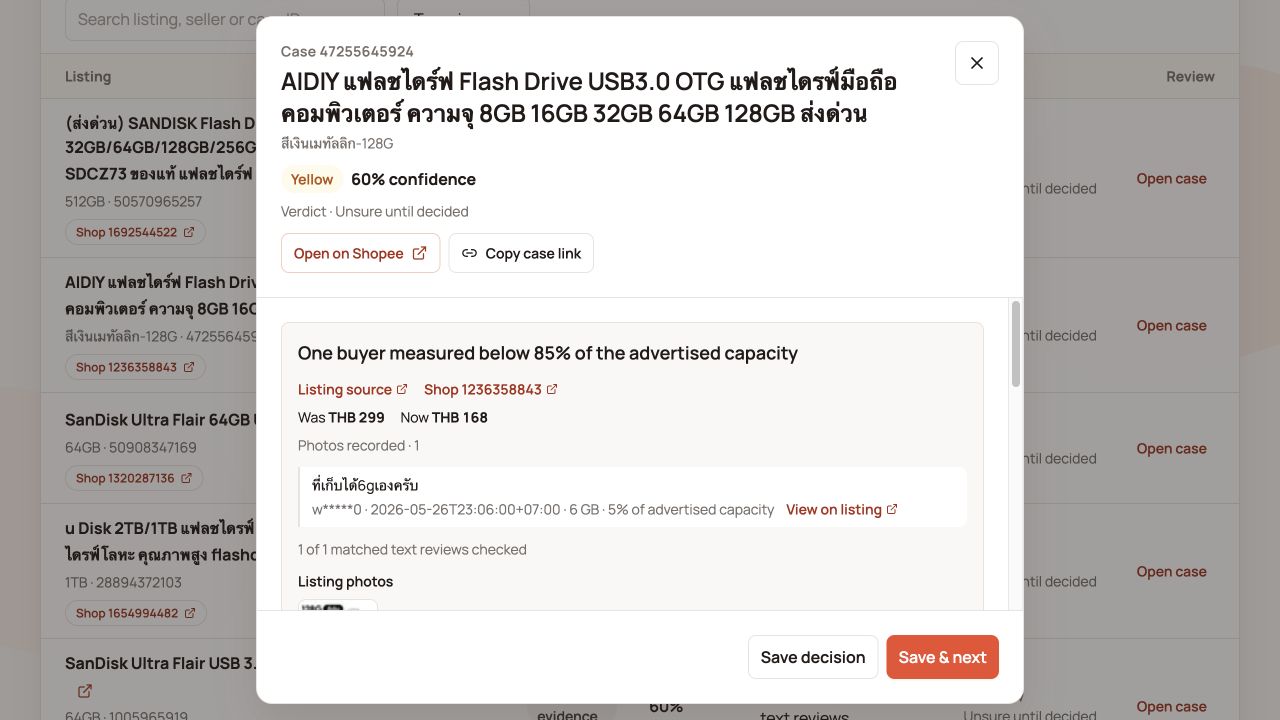 Search listing, seller or ca
Listing
Review
(ส่งด่วน) SANDISK Flash D
32GB/64GB/128GB/256G
SDCZ73 ของแท้ แฟลชไดร์ฟ
512GB · 50570965257
Shop 1692544522
until decided
Open case
AIDIY แฟลชไดร์ฟ Flash Driv
คอมพิวเตอร์ ความจุ 8GB 16G
สีเงินเมทัลลิก-128G · 472556459
Shop 1236358843
until decided
Open case
SanDisk Ultra Flair 64GB
64GB · 50908347169
Shop 1320287136
until decided
Open case
u Disk 2TB/1TB แฟลชไดรฟ์
ไดรฟ์โลหะ คุณภาพสูง flashd
1TB · 28894372103
Shop 1654994482
until decided
Open case
SanDisk Ultra Flair USB 3.
64GB · 1005965919
evidence
60%
text reviews
Unsure until decided
Open case
Case 47255645924
AIDIY แฟลชไดร์ฟ Flash Drive USB3.0 OTG แฟลชไดรฟ์มือถือ
คอมพิวเตอร์ ความจุ 8GB 16GB 32GB 64GB 128GB ส่งด่วน
สีเงินเมทัลลิก-128G
Yellow 60% confidence
Verdict · Unsure until decided
Open on Shopee
Copy case link
One buyer measured below 85% of the advertised capacity
Listing source Shop 1236358843
Was THB 299 Now THB 168
Photos recorded · 1
ที่เก็บได้6gเองครับ
w*****0 · 2026-05-26T23:06:00+07:00 · 6 GB · 5% of advertised capacity View on listing
1 of 1 matched text reviews checked
Listing photos
Save decision
Save & next